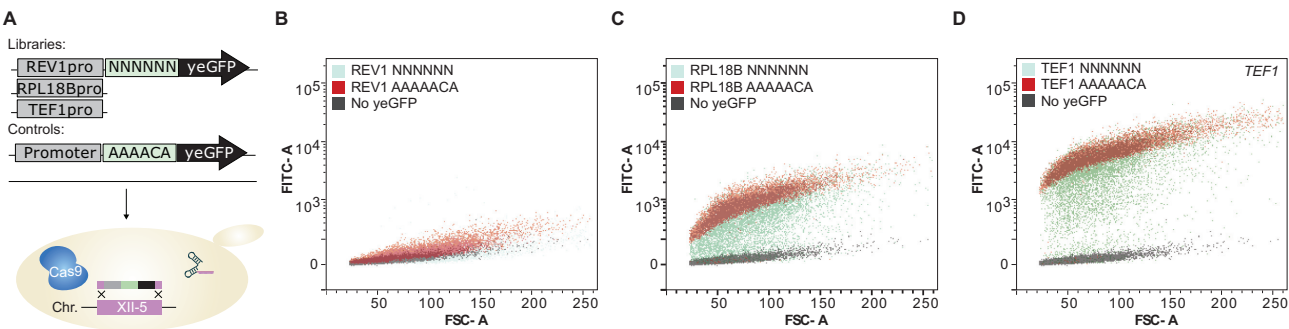 A
Libraries:
REV1pro NNNNNN yeGFP
RPL18Bpro
TEF1pro
Controls:
Promoter AAAACA yeGFP
Cas9
Chr. XII-5
B
REV1 NNNNNN
REV1 AAAAACA
No yeGFP
FITC- A
10⁵
10⁴
10³
0
50 100 150 200 250
FSC- A
C
RPL18B NNNNNN
RPL18B AAAAACA
No yeGFP
FITC- A
10⁵
10⁴
10³
0
50 100 150 200 250
FSC- A
D
TEF1 NNNNNN
TEF1 AAAAACA
No yeGFP
TEF1
FITC- A
10⁵
10⁴
10³
0
50 100 150 200 250
FSC- A